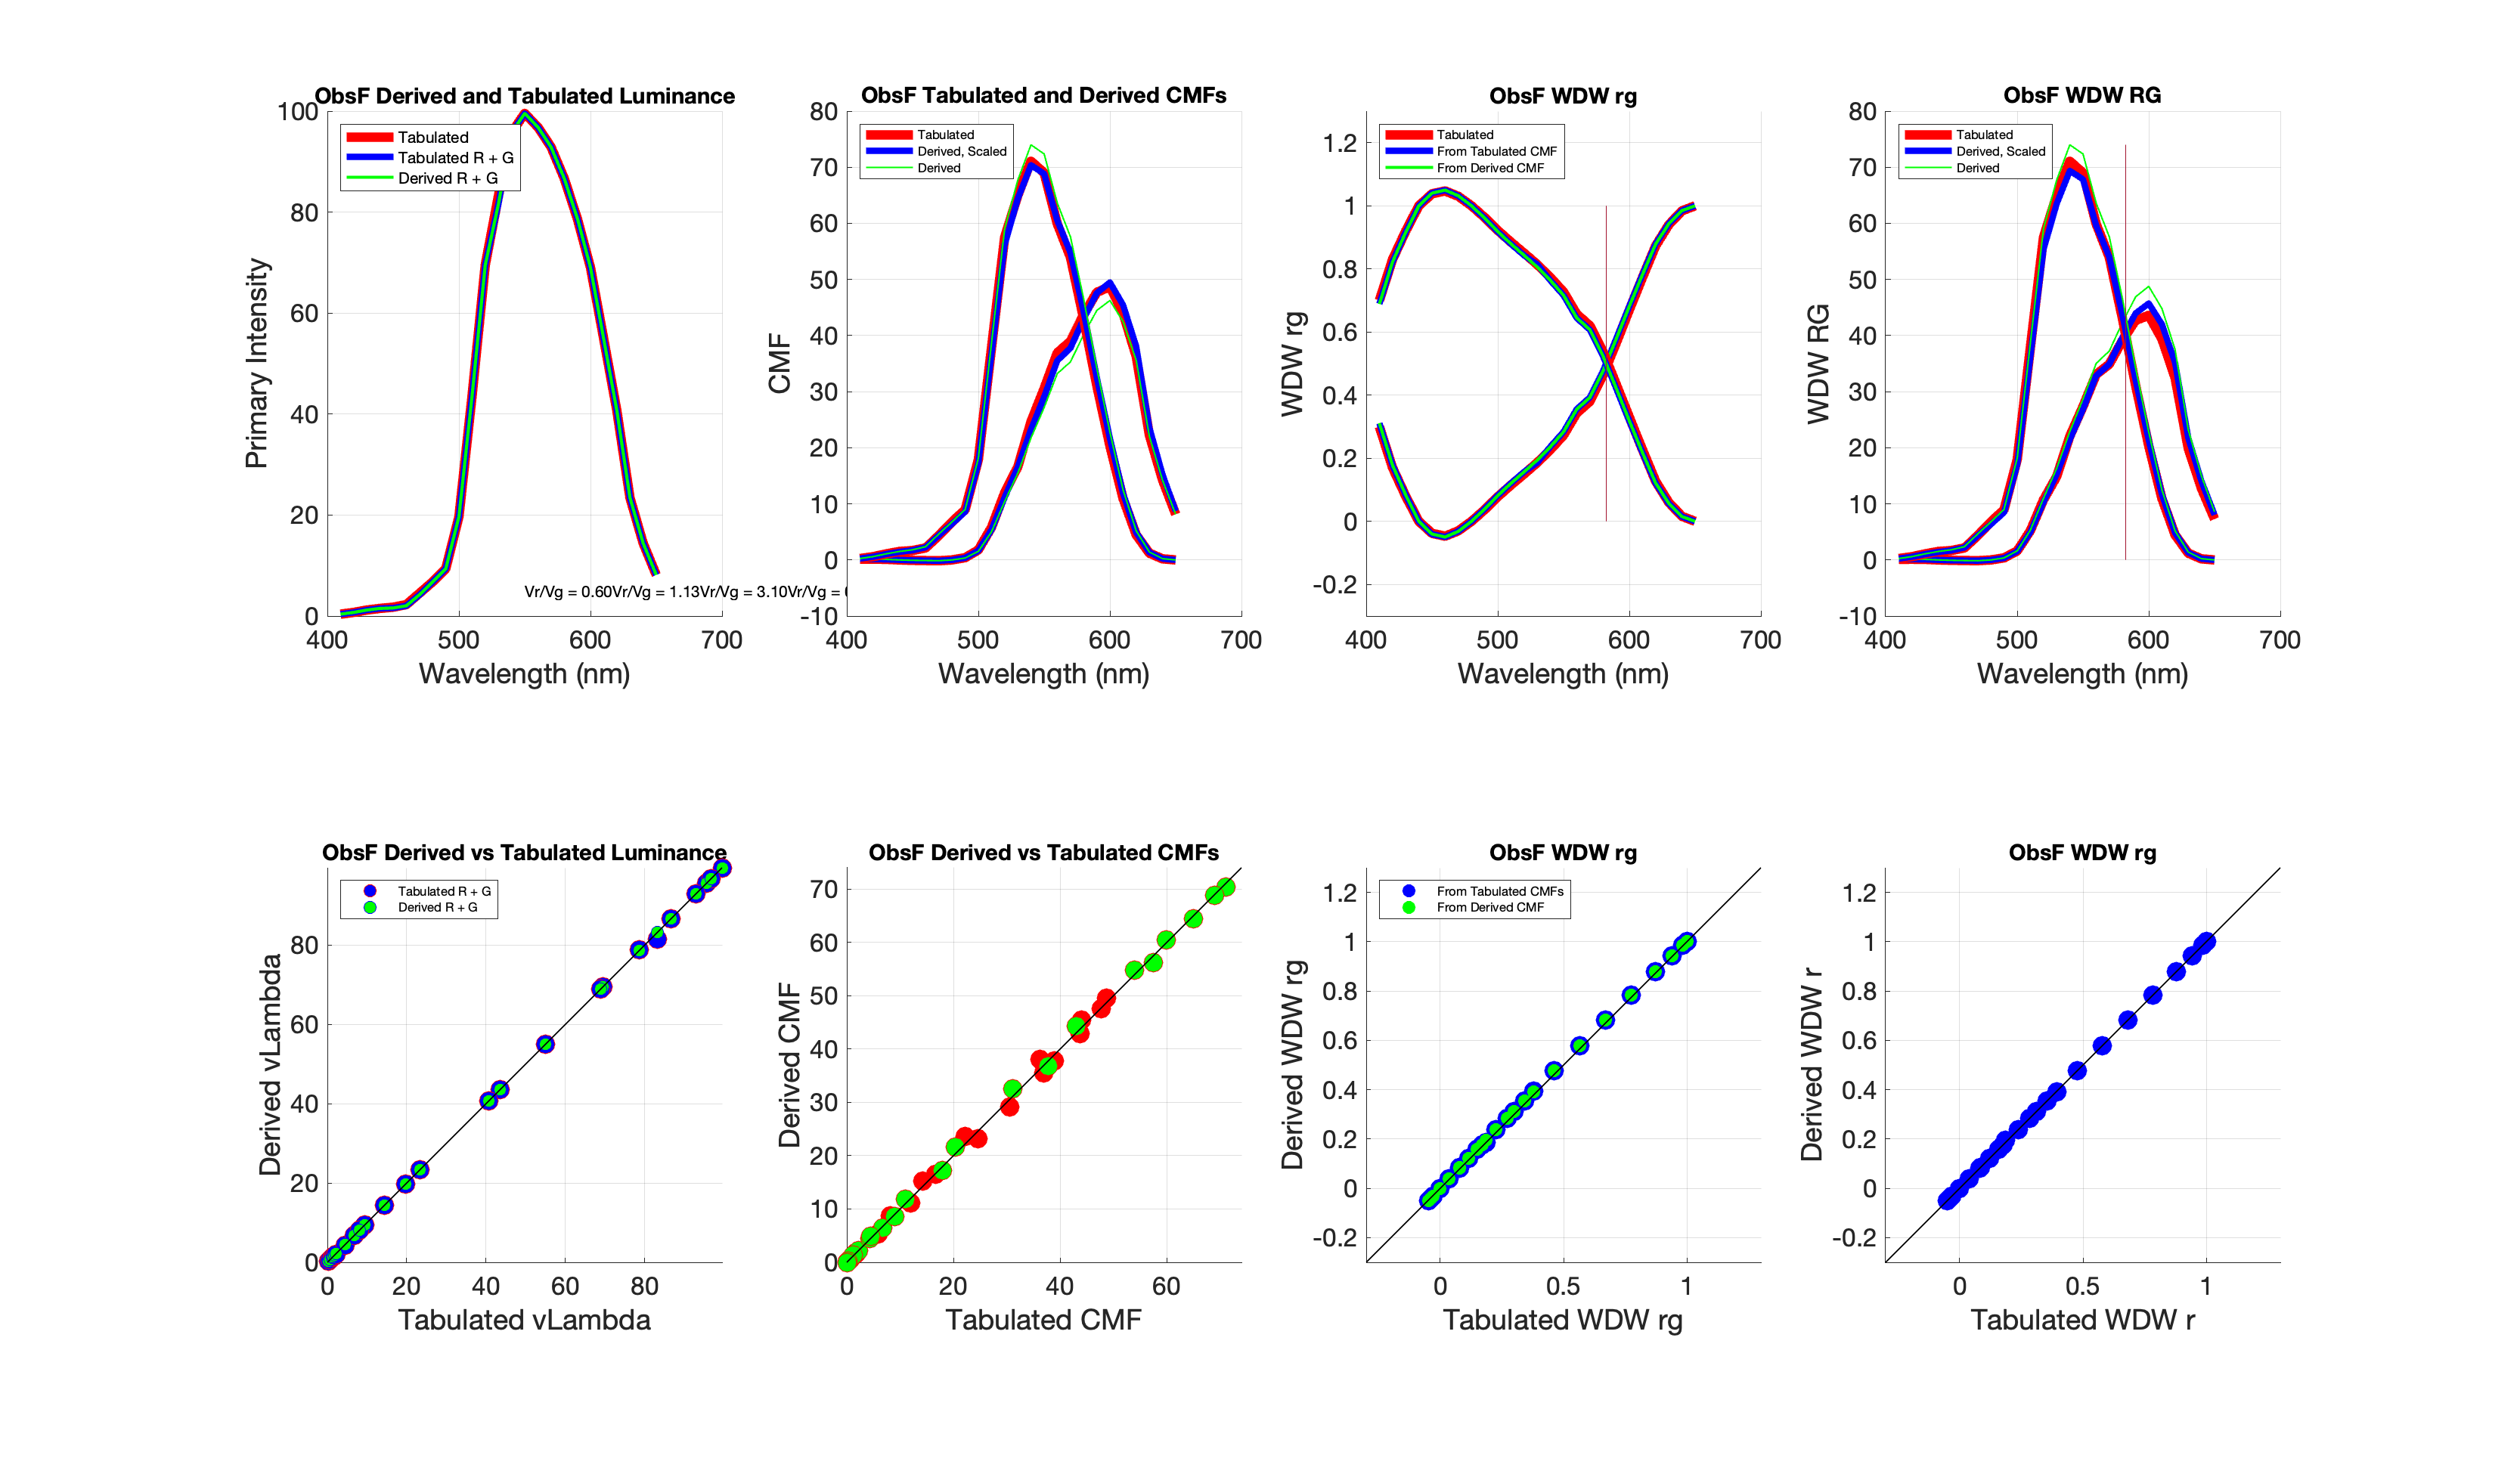 ObsF Derived and Tabulated Luminance
100
80
60
40
20
0
400
500
600
700
Primary Intensity
Wavelength (nm)
Tabulated
Tabulated R + G
Derived R + G
Vr/Vg = 0.60Vr/Vg = 1.13Vr/Vg = 3.10Vr/Vg =
ObsF Tabulated and Derived CMFs
80
70
60
50
40
30
20
10
0
-10
400
500
600
700
CMF
Wavelength (nm)
Tabulated
Derived, Scaled
Derived
ObsF WDW rg
1.2
1
0.8
0.6
0.4
0.2
0
-0.2
400
500
600
700
WDW rg
Wavelength (nm)
Tabulated
From Tabulated CMF
From Derived CMF
ObsF WDW RG
80
70
60
50
40
30
20
10
0
-10
400
500
600
700
WDW RG
Wavelength (nm)
Tabulated
Derived, Scaled
Derived
ObsF Derived vs Tabulated Luminance
80
60
40
20
0
0
20
40
60
80
Derived vLambda
Tabulated vLambda
Tabulated R + G
Derived R + G
ObsF Derived vs Tabulated CMFs
70
60
50
40
30
20
10
0
0
20
40
60
Derived CMF
Tabulated CMF
ObsF WDW rg
1.2
1
0.8
0.6
0.4
0.2
0
-0.2
0
0.5
1
Derived WDW rg
Tabulated WDW rg
From Tabulated CMFs
From Derived CMF
ObsF WDW rg
1.2
1
0.8
0.6
0.4
0.2
0
-0.2
0
0.5
1
Derived WDW r
Tabulated WDW r